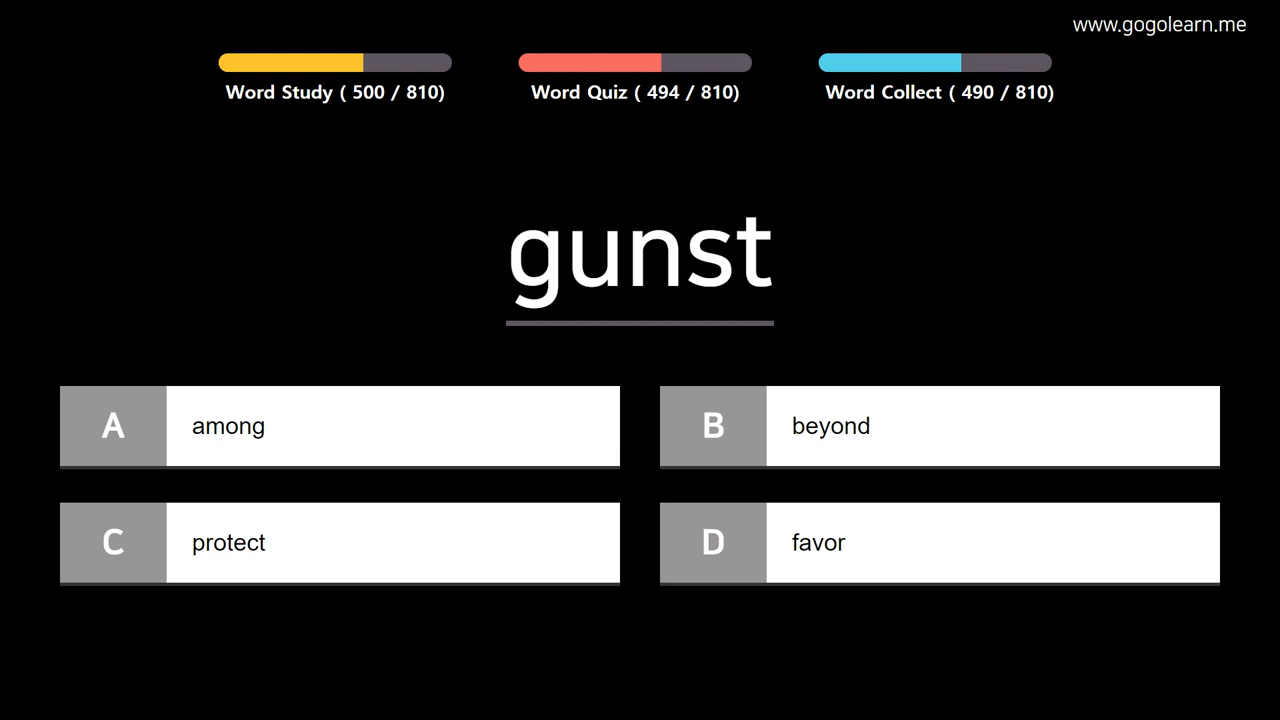 www.gogolearn.me
Word Study ( 500 / 810)
Word Quiz ( 494 / 810)
Word Collect ( 490 / 810)
gunst
A among
B beyond
C protect
D favor